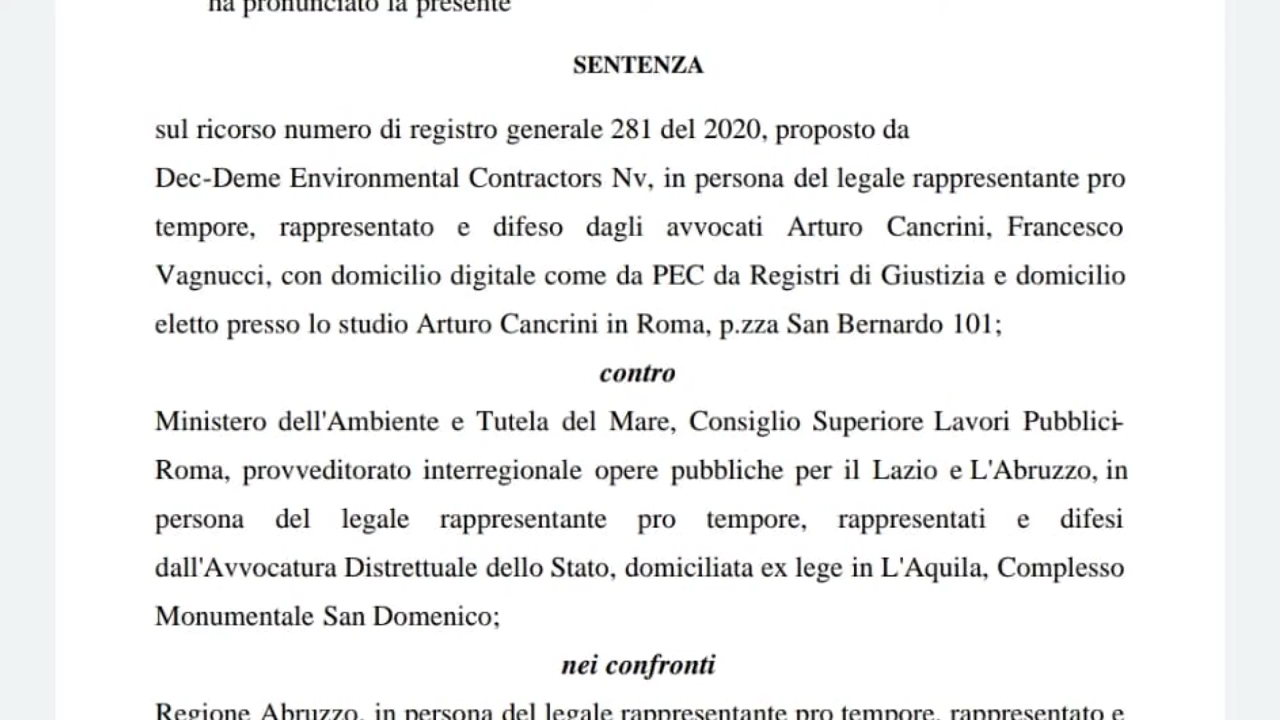 ha pronunciato la presente
SENTENZA
sul ricorso numero di registro generale 281 del 2020, proposto da
Dec-Deme Environmental Contractors Nv, in persona del legale rappresentante pro
tempore, rappresentato e difeso dagli avvocati Arturo Cancrini, Francesco
Vagnucci, con domicilio digitale come da PEC da Registri di Giustizia e domicilio
eletto presso lo studio Arturo Cancrini in Roma, p.zza San Bernardo 101;
contro
Ministero dell'Ambiente e Tutela del Mare, Consiglio Superiore Lavori Pubblici-
Roma, provveditorato interregionale opere pubbliche per il Lazio e L'Abruzzo, in
persona del legale rappresentante pro tempore, rappresentati e difesi
dall'Avvocatura Distrettuale dello Stato, domiciliata ex lege in L'Aquila, Complesso
Monumentale San Domenico;
nei confronti
Regione Abruzzo, in persona del legale rappresentante pro tempore, rappresentato e